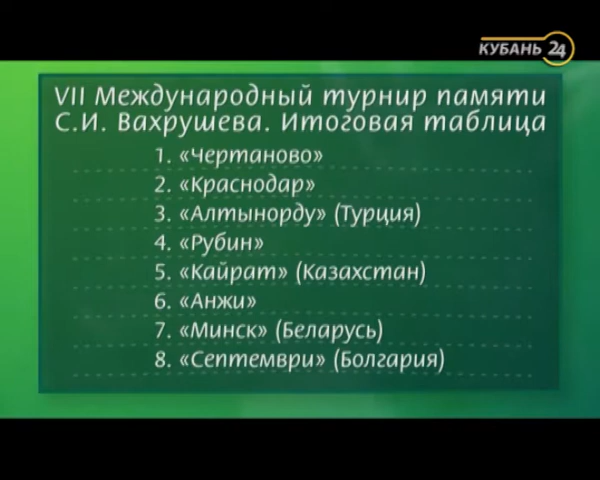 КУБАНЬ 24
VII Международный турнир памяти
С.И. Вахрушева. Итоговая таблица
1. «Чертаново»
2. «Краснодар»
3. «Алтынорду» (Турция)
4. «Рубин»
5. «Кайрат» (Казахстан)
6. «Анжи»
7. «Минск» (Беларусь)
8. «Септември» (Болгария)